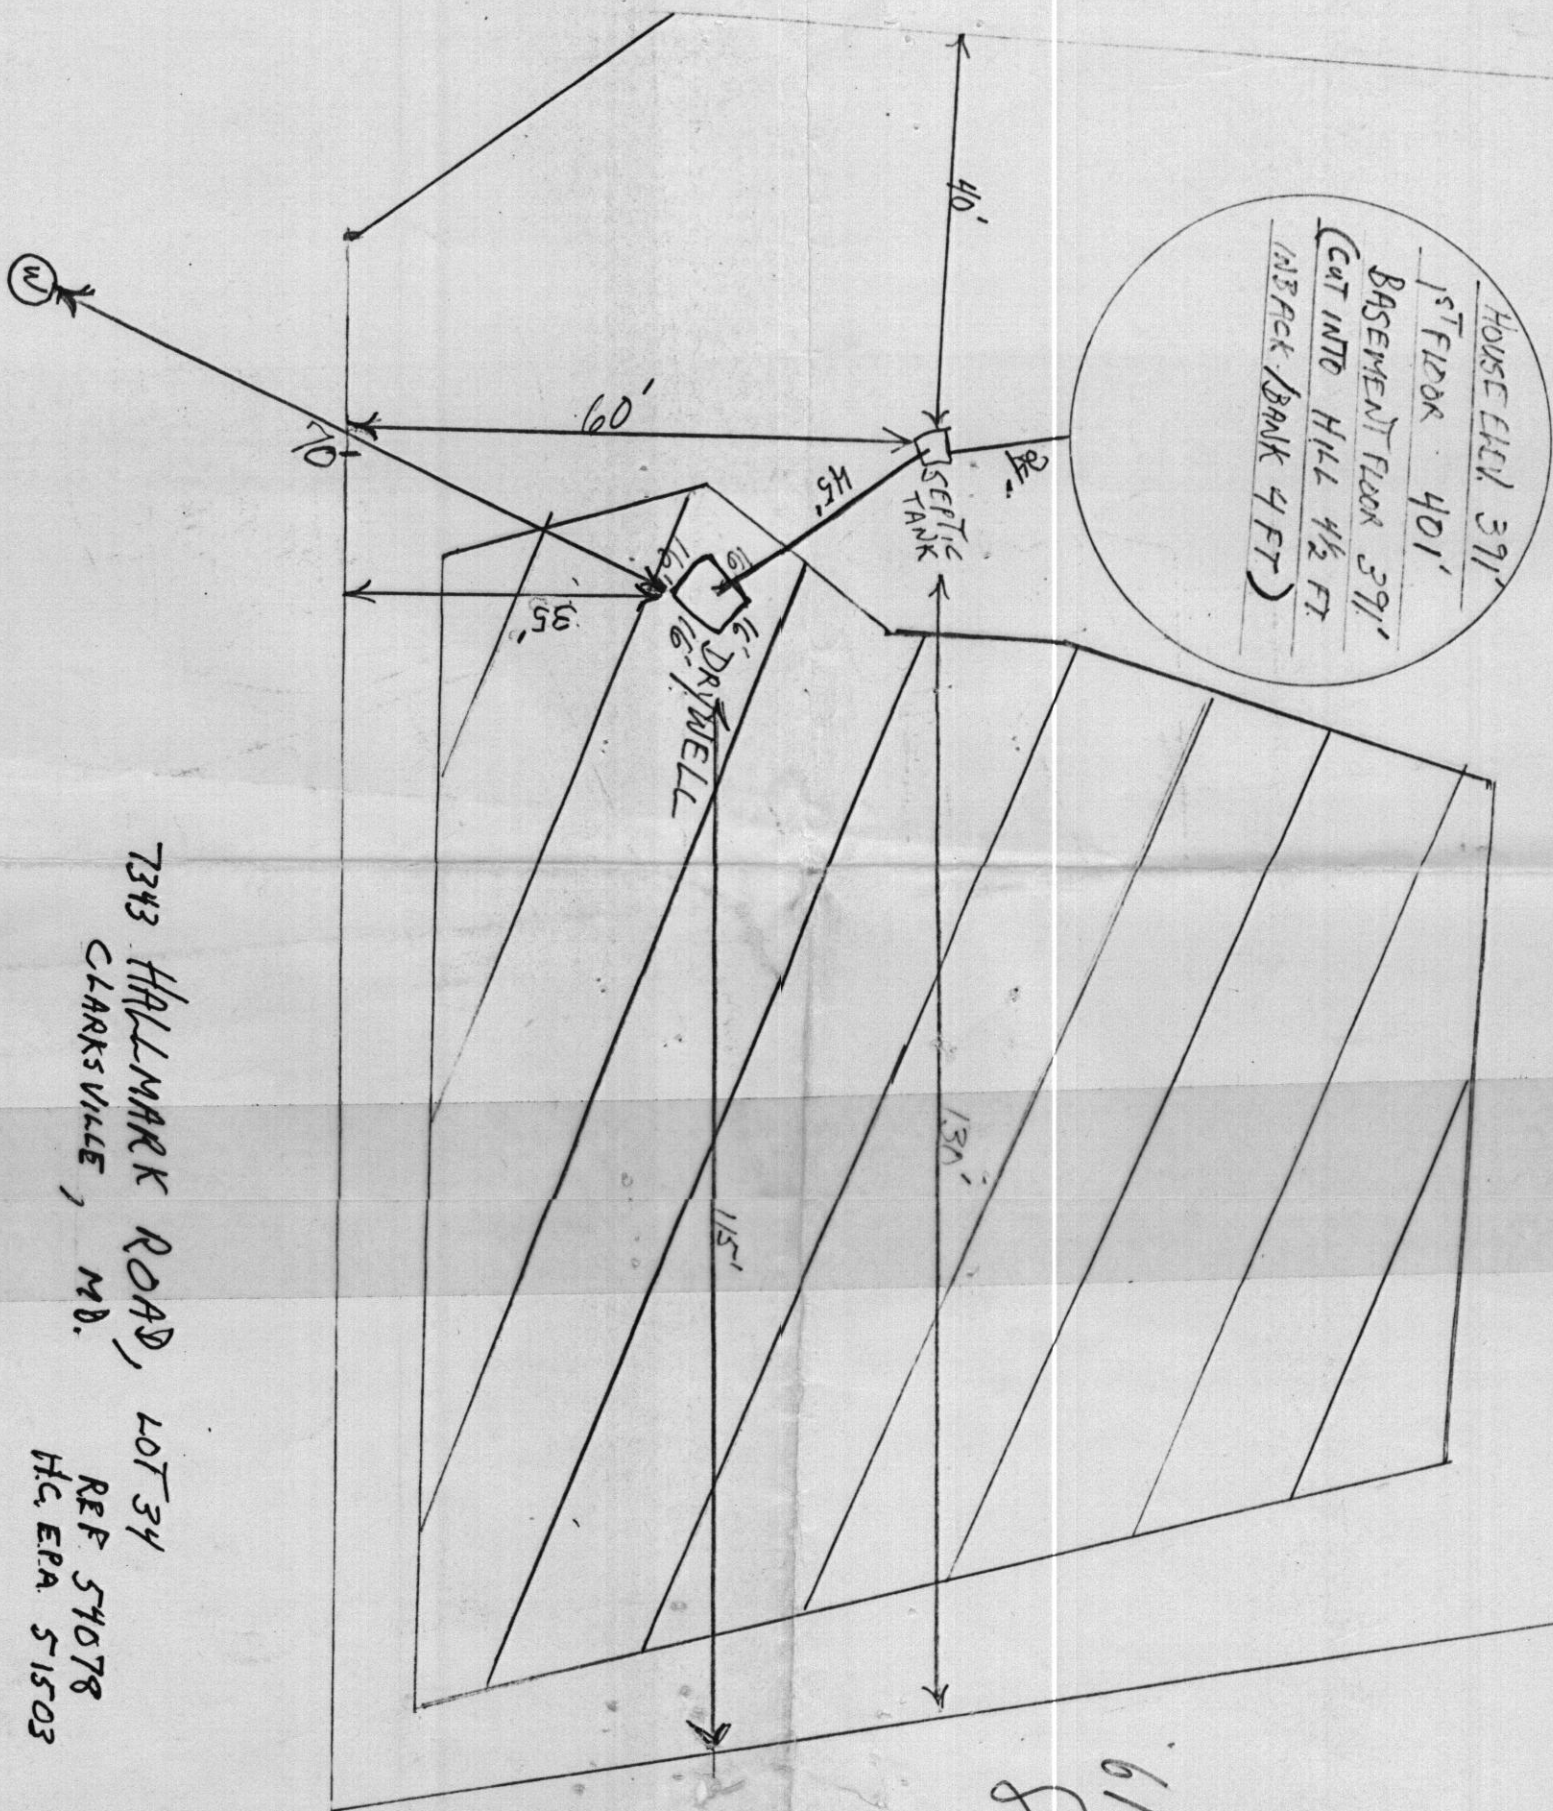 HOUSE ELEV. 391'
1ST FLOOR 401'
BASEMENT FLOOR 391'
(CUT INTO HILL 4½ FT.
IN BACK/BANK 4 FT)
40'
SEPTIC
TANK
60'
45'
70'
35'
16'
16'
16'
16'
DRYWELL
130'
115'
W
7343 HALLMARK ROAD, LOT 34
CLARKSVILLE, MD.
REF 54078
H.C. E.P.A. 51503